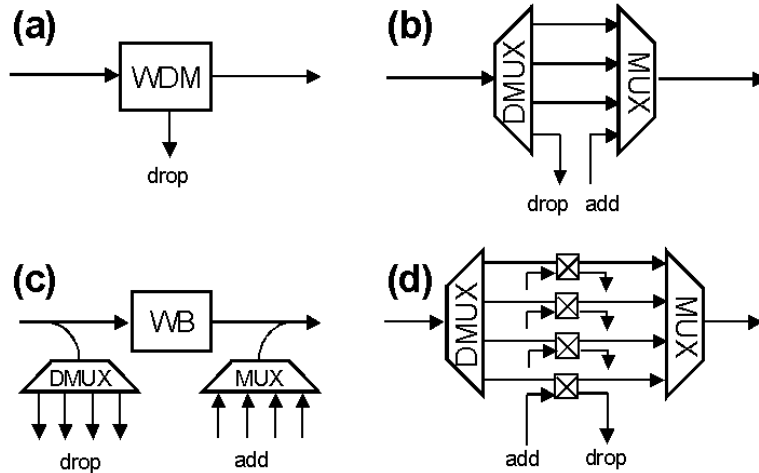 (a)
WDM
drop
(b)
DMUX
MUX
drop add
(c)
WB
DMUX
MUX
drop
add
(d)
DMUX
MUX
add
drop